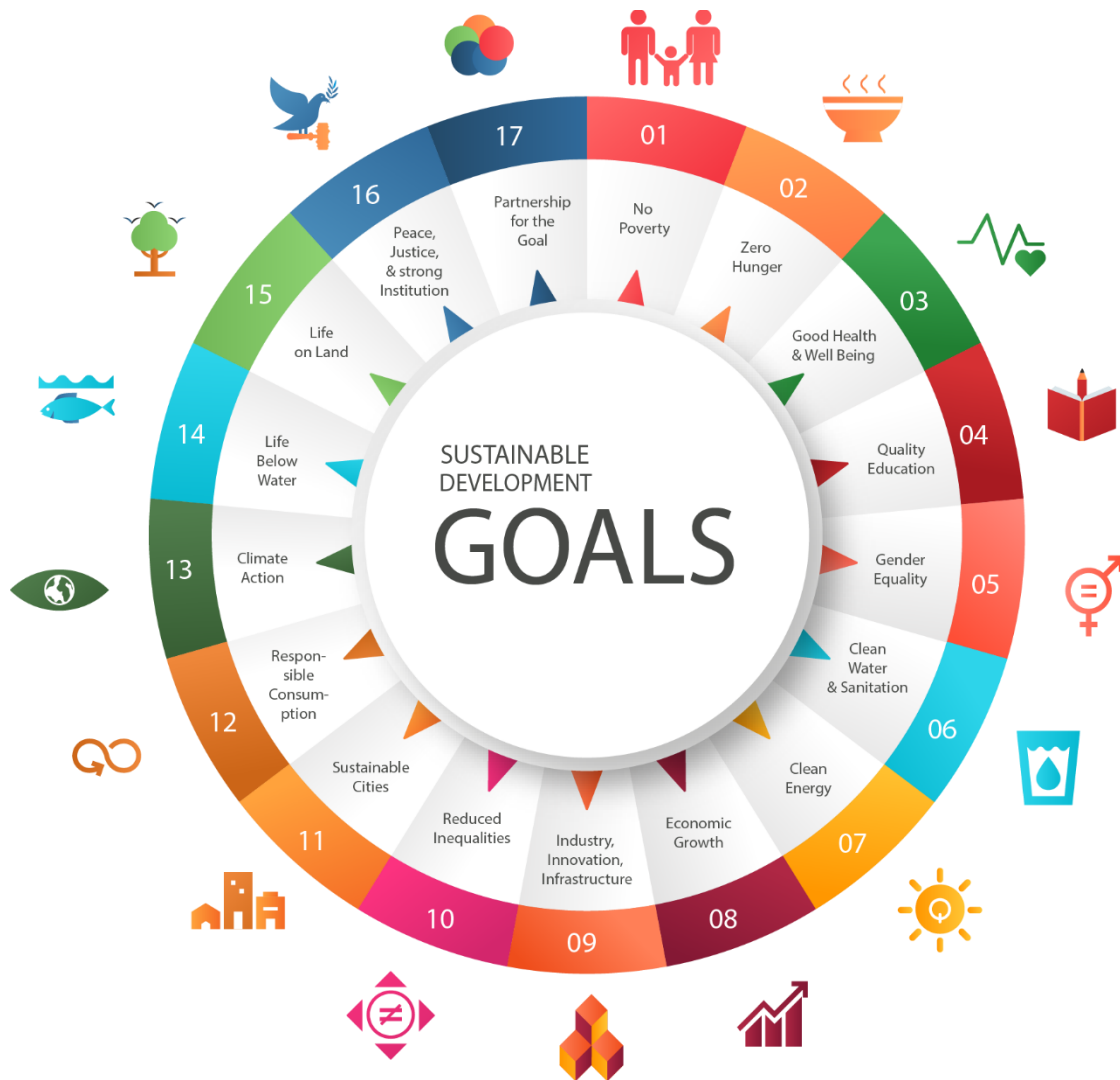 SUSTAINABLE
DEVELOPMENT
GOALS
01
No
Poverty
02
Zero
Hunger
03
Good Health
& Well Being
04
Quality
Education
05
Gender
Equality
06
Clean
Water
& Sanitation
07
Clean
Energy
08
Economic
Growth
09
Industry,
Innovation,
Infrastructure
10
Reduced
Inequalities
11
Sustainable
Cities
12
Respon-
sible
Consum-
ption
13
Climate
Action
14
Life
Below
Water
15
Life
on Land
16
Peace,
Justice,
& strong
Institution
17
Partnership
for the
Goal